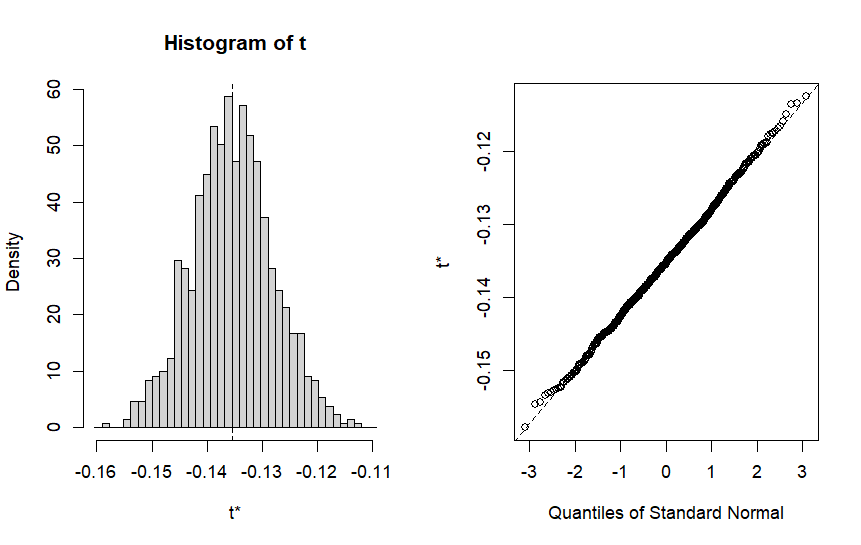 Histogram of t
Density
0
10
20
30
40
50
60
-0.16 -0.15 -0.14 -0.13 -0.12 -0.11
t*
t*
-0.15
-0.14
-0.13
-0.12
-3 -2 -1 0 1 2 3
Quantiles of Standard Normal